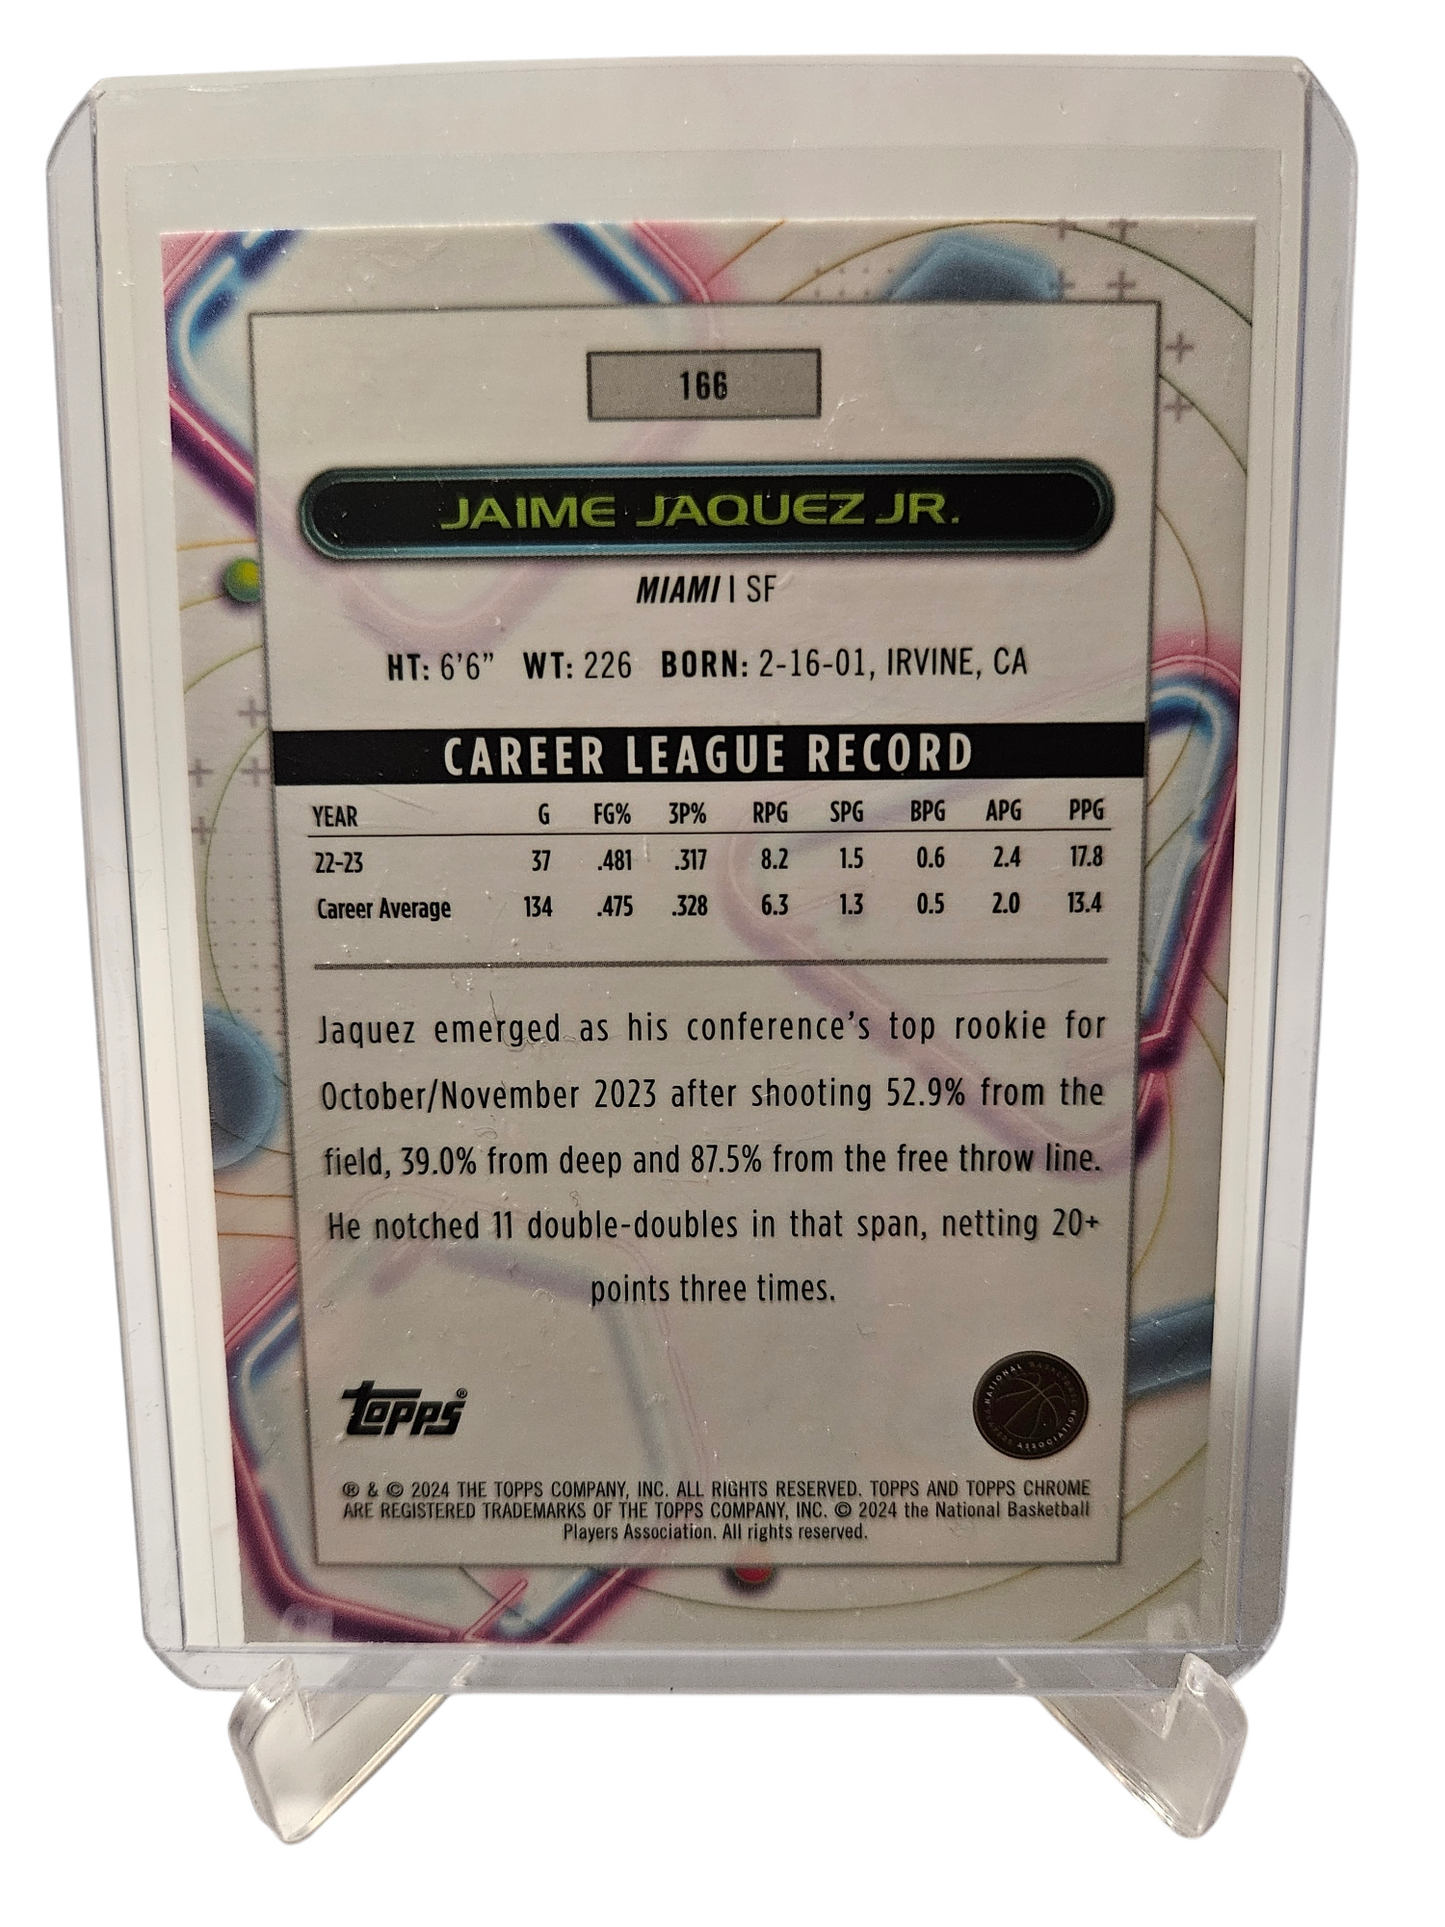 166
JAIME JAQUEZ JR.
MIAMI | SF
HT: 6'6" WT: 226 BORN: 2-16-01, IRVINE, CA
CAREER LEAGUE RECORD
YEAR G FG% 3P% RPG SPG BPG APG PPG
22-23 37 .481 .317 8.2 1.5 0.6 2.4 17.8
Career Average 134 .475 .328 6.3 1.3 0.5 2.0 13.4
Jaquez emerged as his conference's top rookie for
October/November 2023 after shooting 52.9% from the
field, 39.0% from deep and 87.5% from the free throw line.
He notched 11 double-doubles in that span, netting 20+
points three times.
topps®
NATIONAL BASKETBALL
PLAYERS ASSOCIATION
® & © 2024 THE TOPPS COMPANY, INC. ALL RIGHTS RESERVED. TOPPS AND TOPPS CHROME
ARE REGISTERED TRADEMARKS OF THE TOPPS COMPANY, INC. © 2024 the National Basketball
Players Association. All rights reserved.